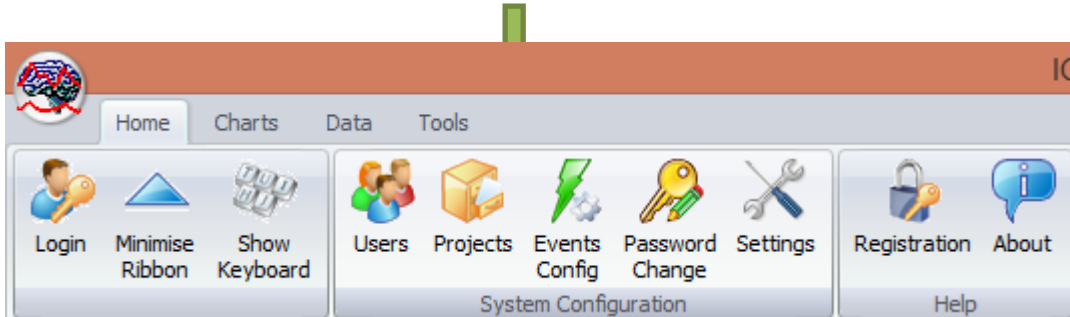 Home Charts Data Tools
Login Minimise Ribbon Show Keyboard Users Projects Events Config Password Change Settings Registration About
System Configuration Help